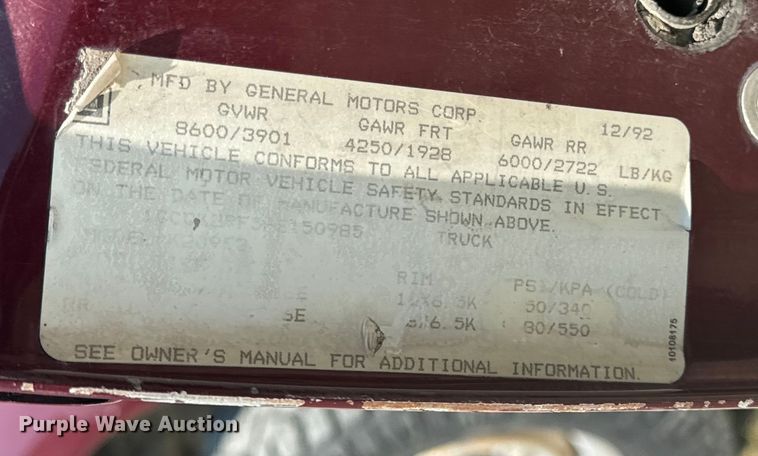 MFD BY GENERAL MOTORS CORP. 12/92
GVWR GAWR FRT GAWR RR
8600/3901 4250/1928 6000/2722 LB/KG
THIS VEHICLE CONFORMS TO ALL APPLICABLE U.S.
FEDERAL MOTOR VEHICLE SAFETY STANDARDS IN EFFECT
ON THE DATE OF MANUFACTURE SHOWN ABOVE.
TRUCK
RIM PSI/KPA (COLD)
50/340
RR 80/550
SEE OWNER'S MANUAL FOR ADDITIONAL INFORMATION.
10108175
Purple Wave Auction